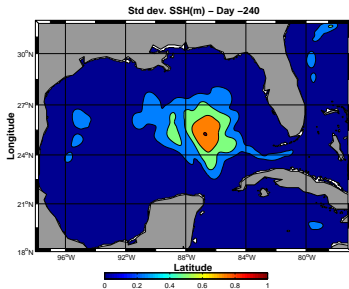 Std dev. SSH(m) − Day −240
30°N
27°N
24°N
21°N
18°N
Longitude
96°W 92°W 88°W 84°W 80°W
Latitude
0 0.2 0.4 0.6 0.8 1